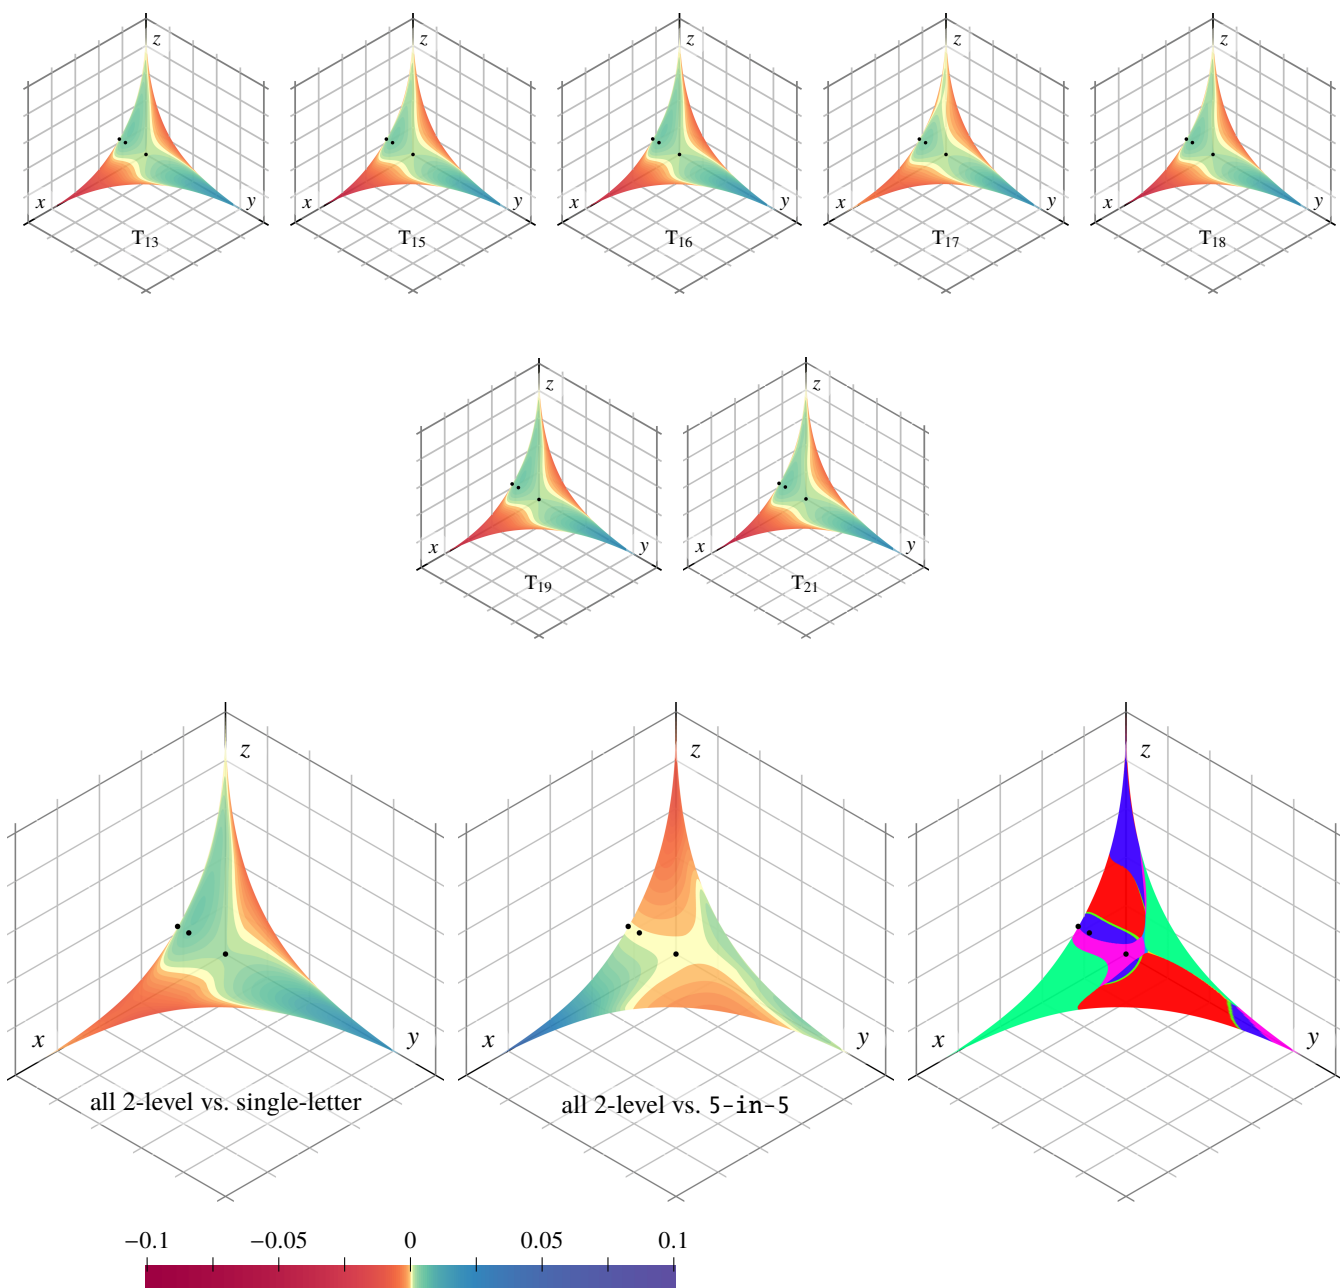 z z z z z
x y x y x y x y x y
T13 T15 T16 T17 T18
z z
x y x y
T19 T21
z z z
x y x y x y
all 2-level vs. single-letter all 2-level vs. 5-in-5
−0.1 −0.05 0 0.05 0.1